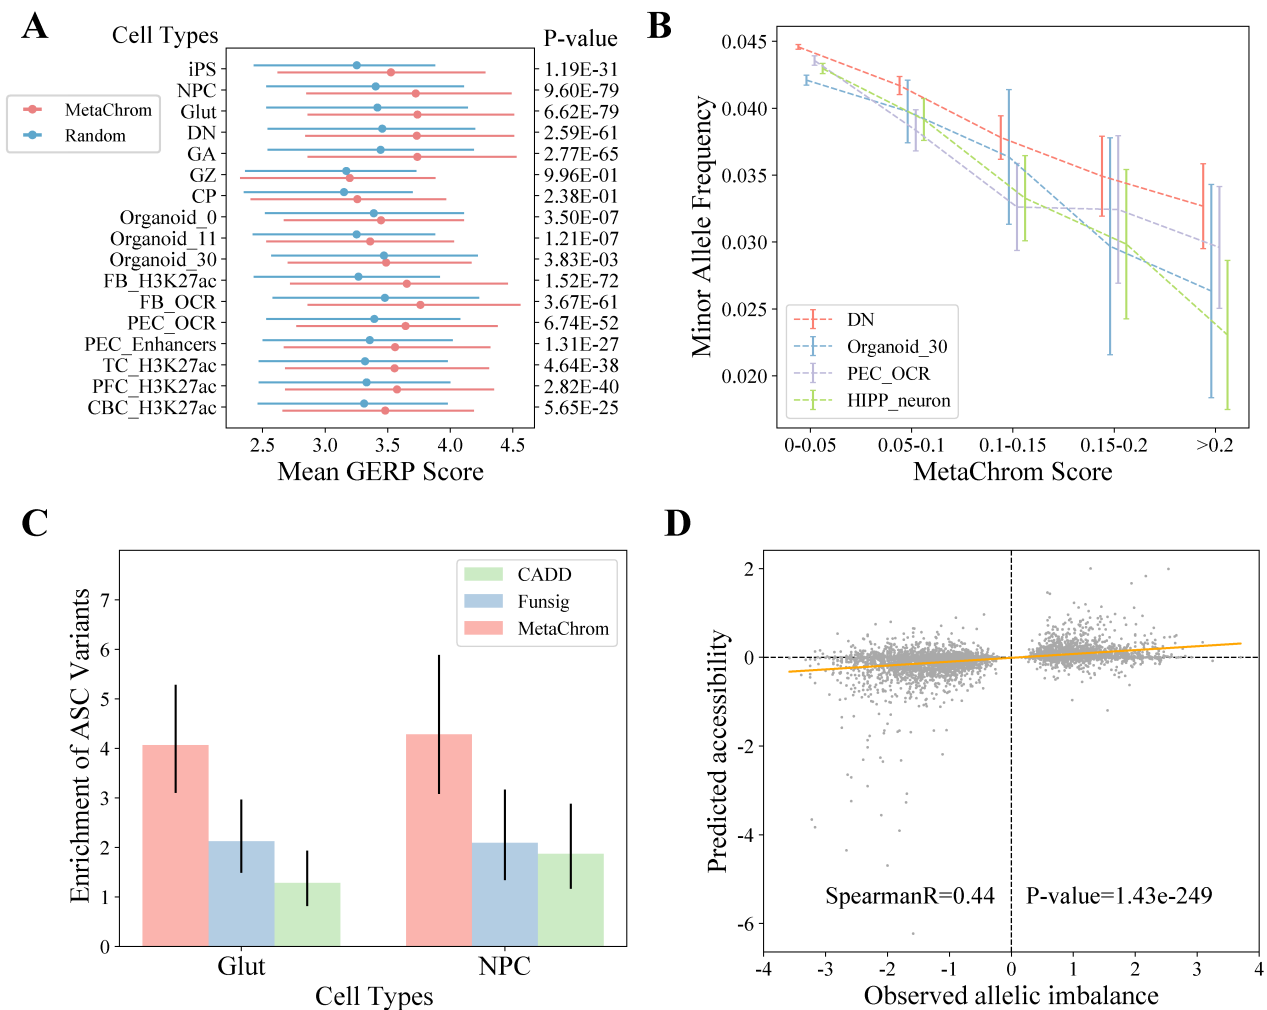 A
Cell Types
P-value
MetaChrom
Random
iPS 1.19E-31
NPC 9.60E-79
Glut 6.62E-79
DN 2.59E-61
GA 2.77E-65
GZ 9.96E-01
CP 2.38E-01
Organoid_0 3.50E-07
Organoid_11 1.21E-07
Organoid_30 3.83E-03
FB_H3K27ac 1.52E-72
FB_OCR 3.67E-61
PEC_OCR 6.74E-52
PEC_Enhancers 1.31E-27
TC_H3K27ac 4.64E-38
PFC_H3K27ac 2.82E-40
CBC_H3K27ac 5.65E-25
2.5 3.0 3.5 4.0 4.5
Mean GERP Score
B
Minor Allele Frequency
0.045
0.040
0.035
0.030
0.025
0.020
DN
Organoid_30
PEC_OCR
HIPP_neuron
0-0.05 0.05-0.1 0.1-0.15 0.15-0.2 >0.2
MetaChrom Score
C
Enrichment of ASC Variants
7
6
5
4
3
2
1
0
CADD
Funsig
MetaChrom
Glut NPC
Cell Types
D
Predicted accessibility
2
0
-2
-4
-6
SpearmanR=0.44 P-value=1.43e-249
-4 -3 -2 -1 0 1 2 3 4
Observed allelic imbalance